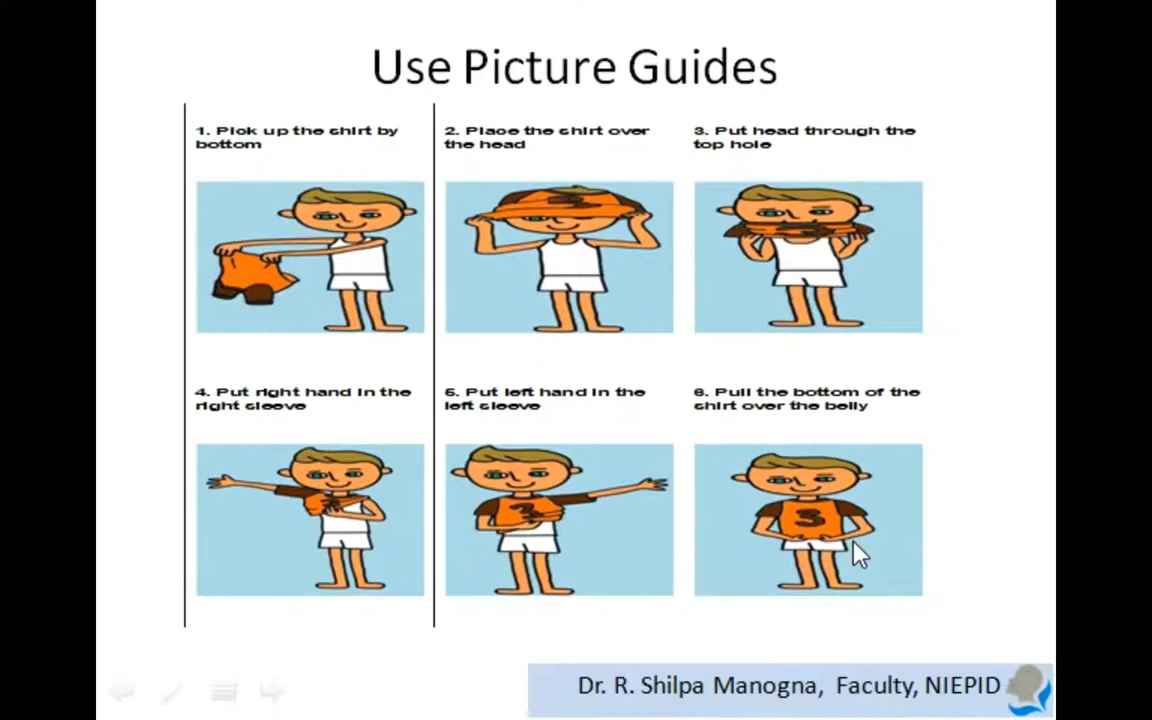 Use Picture Guides
1. Pick up the shirt by
bottom
2. Place the shirt over
the head
3. Put head through the
top hole
4. Put right hand in the
right sleeve
5. Put left hand in the
left sleeve
6. Pull the bottom of the
shirt over the belly
3
3
Dr. R. Shilpa Manogna, Faculty, NIEPID